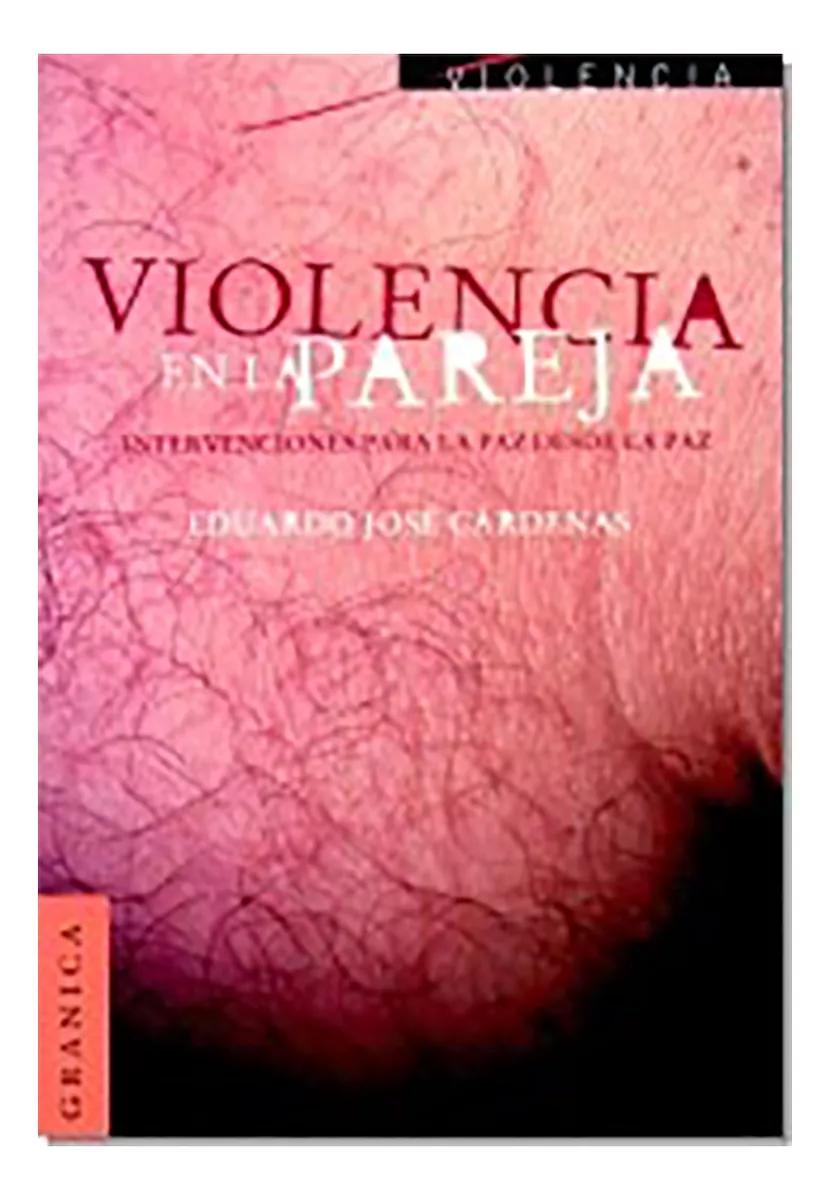 VIOLENCIA
VIOLENCIA
EN LA PAREJA
INTERVENCIONES PARA LA PAZ DESDE LA PAZ
EDUARDO JOSÉ CÁRDENAS
GRANICA